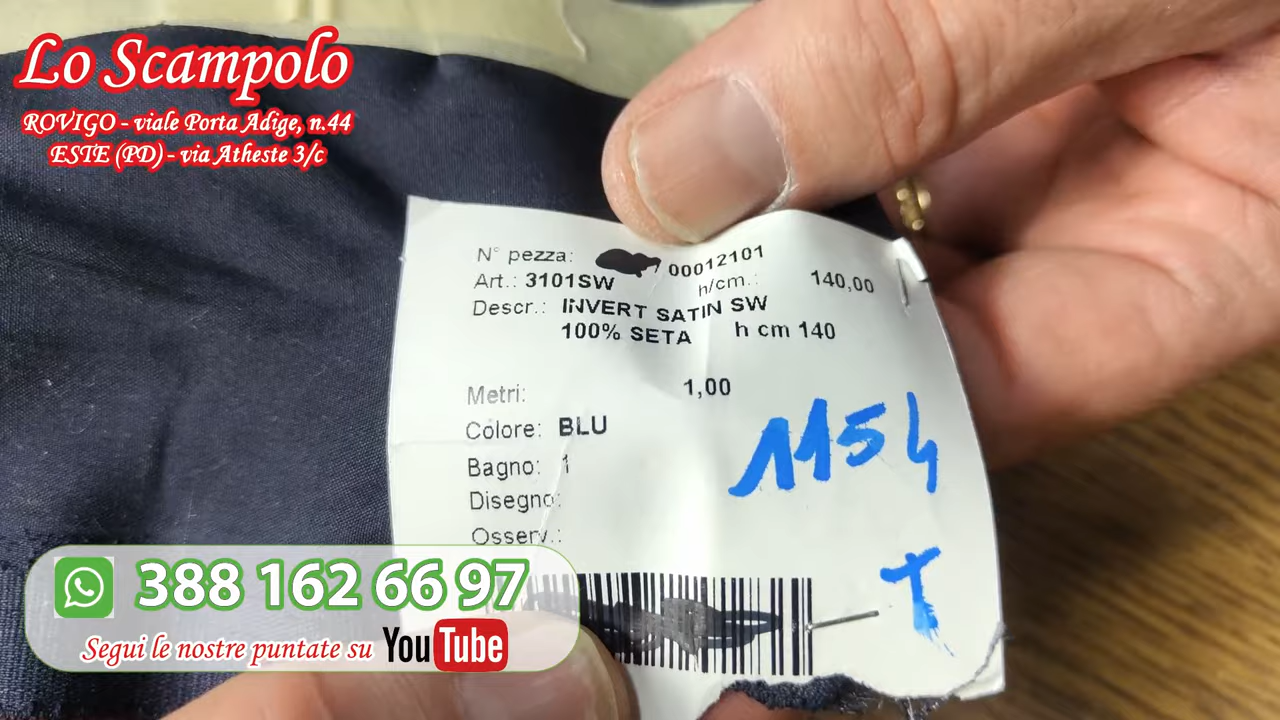 Lo Scampolo
ROVIGO - viale Porta Adige, n.44
ESTE (PD) - via Atheste 3/c
N° pezza: 00012101
Art.: 3101SW h/cm.: 140,00
Descr.: INVERT SATIN SW
100% SETA h cm 140
Metri: 1,00
Colore: BLU
Bagno: 1
Disegno:
Osserv.:
1154
T
388 162 66 97
Segui le nostre puntate su YouTube